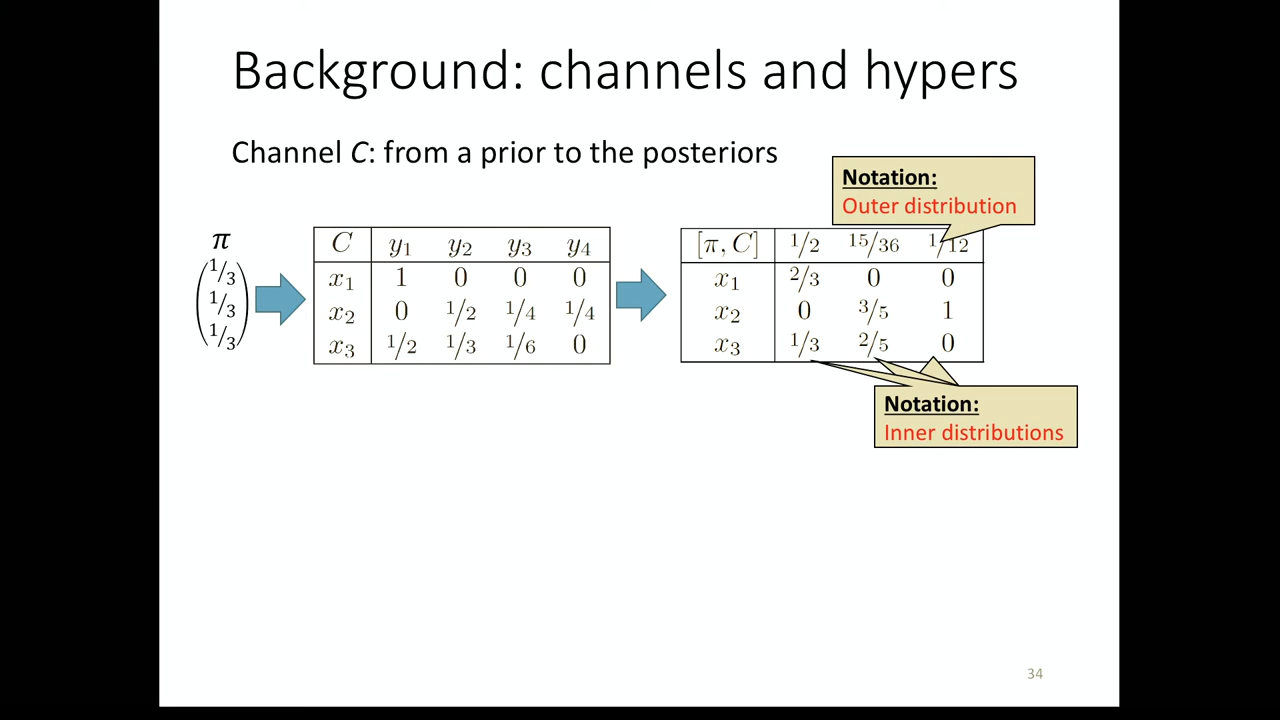 Background: channels and hypers
Channel C: from a prior to the posteriors
Notation:
Outer distribution
π
1/3
1/3
1/3
C y₁ y₂ y₃ y₄
x₁ 1 0 0 0
x₂ 0 1/2 1/4 1/4
x₃ 1/2 1/3 1/6 0
[π, C] 1/2 15/36 1/12
x₁ 2/3 0 0
x₂ 0 3/5 1
x₃ 1/3 2/5 0
Notation:
Inner distributions
34